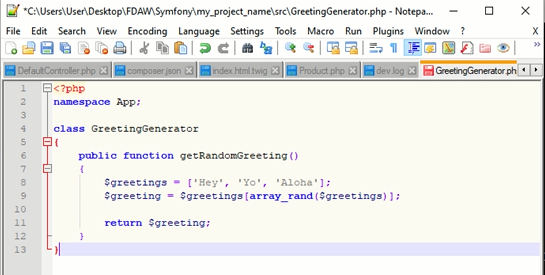 *C:\Users\User\Desktop\FDAW\Symfony\my_project_name\src\GreetingGenerator.php - Notepa...
File Edit Search View Encoding Language Settings Tools Macro Run Plugins Window ?
DefaultController.php composer.json index.html.twig Product.php dev.log GreetingGenerator.ph
1 <?php
2 namespace App;
3
4 class GreetingGenerator
5 {
6 public function getRandomGreeting()
7 {
8 $greetings = ['Hey', 'Yo', 'Aloha'];
9 $greeting = $greetings[array_rand($greetings)];
10
11 return $greeting;
12 }
13 }